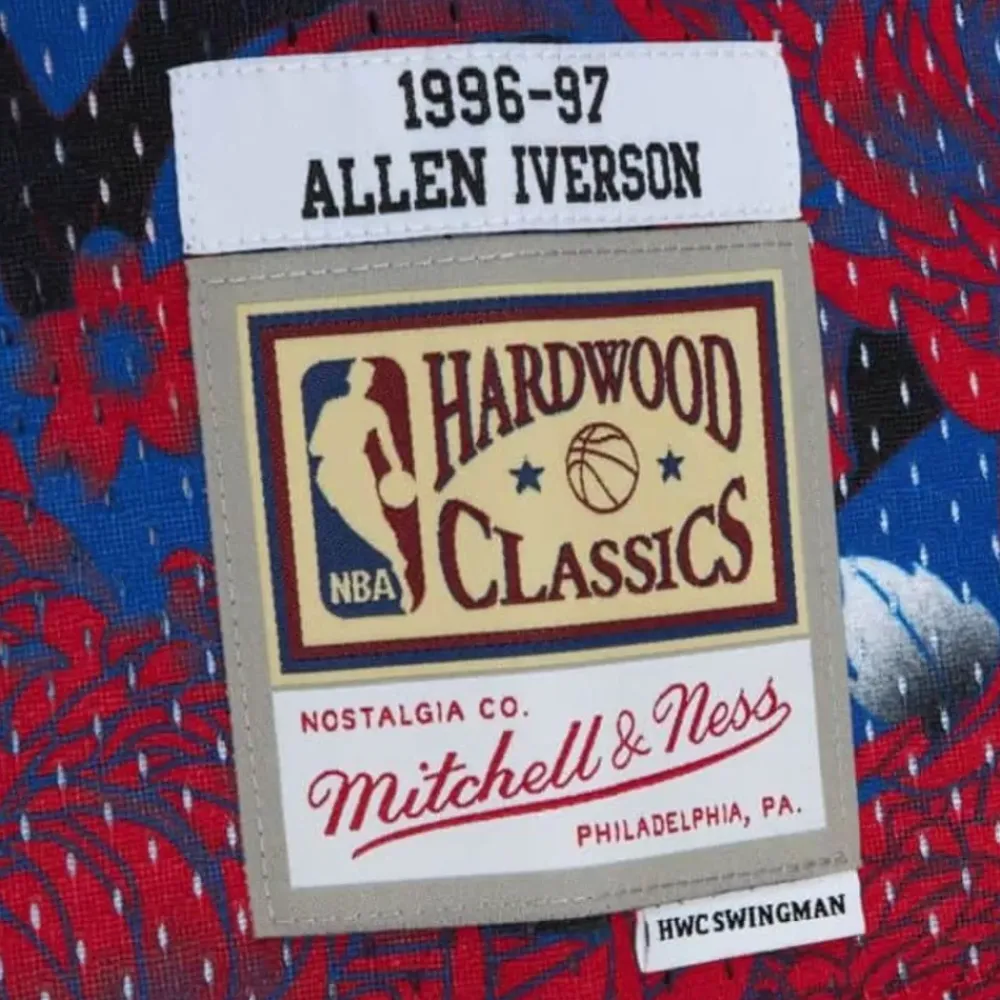 1996-97
ALLEN IVERSON
HARDWOOD
CLASSICS
NBA
NOSTALGIA CO.
Mitchell & Ness
PHILADELPHIA, PA.
HWC SWINGMAN